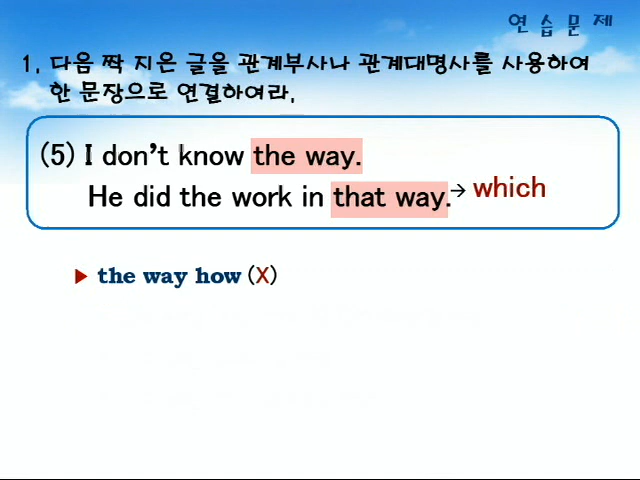 연습문제
1. 다음 짝 지은 글을 관계부사나 관계대명사를 사용하여
한 문장으로 연결하여라.
(5) I don't know the way.
He did the work in that way.→ which
▶ the way how (X)